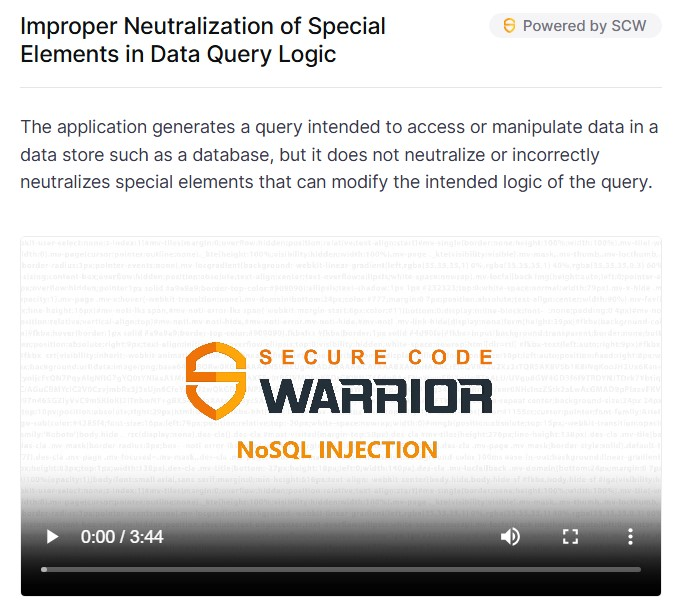 Improper Neutralization of Special
Elements in Data Query Logic
Powered by SCW
The application generates a query intended to access or manipulate data in a
data store such as a database, but it does not neutralize or incorrectly
neutralizes special elements that can modify the intended logic of the query.
SECURE CODE
WARRIOR
NoSQL INJECTION
0:00 / 3:44